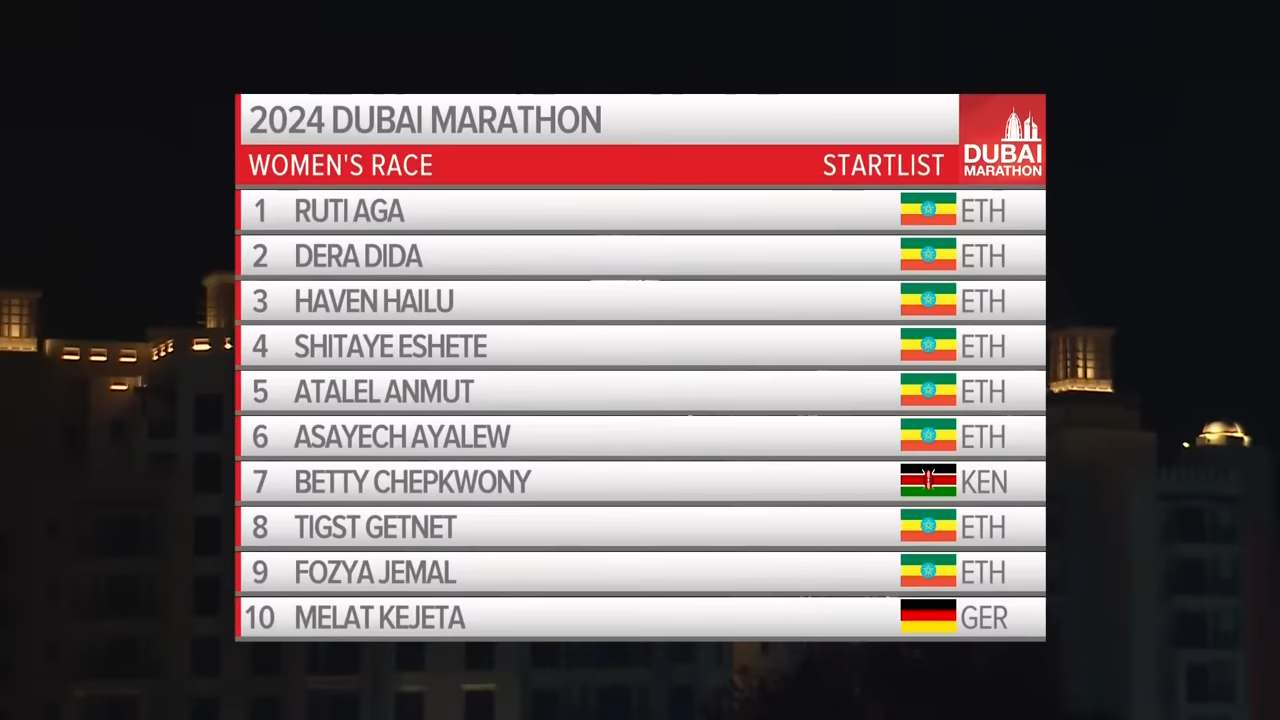 2024 DUBAI MARATHON
WOMEN'S RACE STARTLIST
DUBAI
MARATHON
1 RUTI AGA ETH
2 DERA DIDA ETH
3 HAVEN HAILU ETH
4 SHITAYE ESHETE ETH
5 ATALEL ANMUT ETH
6 ASAYECH AYALEW ETH
7 BETTY CHEPKWONY KEN
8 TIGST GETNET ETH
9 FOZYA JEMAL ETH
10 MELAT KEJETA GER